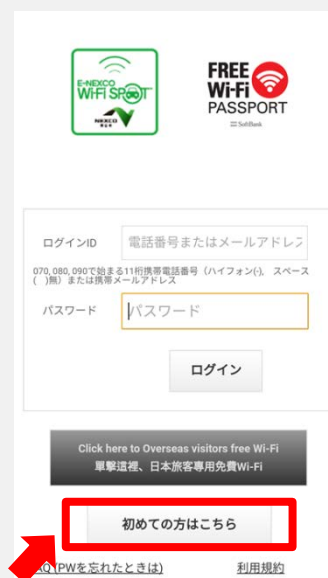 E-NEXCO
WiFi SPOT
NEXCO
東日本
FREE
Wi-Fi
PASSPORT
SoftBank
ログインID
電話番号またはメールアドレス
070, 080, 090で始まる11桁携帯電話番号（ハイフォン(-), スペース
( )無）または携帯メールアドレス
パスワード
パスワード
ログイン
Click here to Overseas visitors free Wi-Fi
單擊這裡、日本旅客專用免費Wi-Fi
初めての方はこちら
Q (PWを忘れたときは)
利用規約